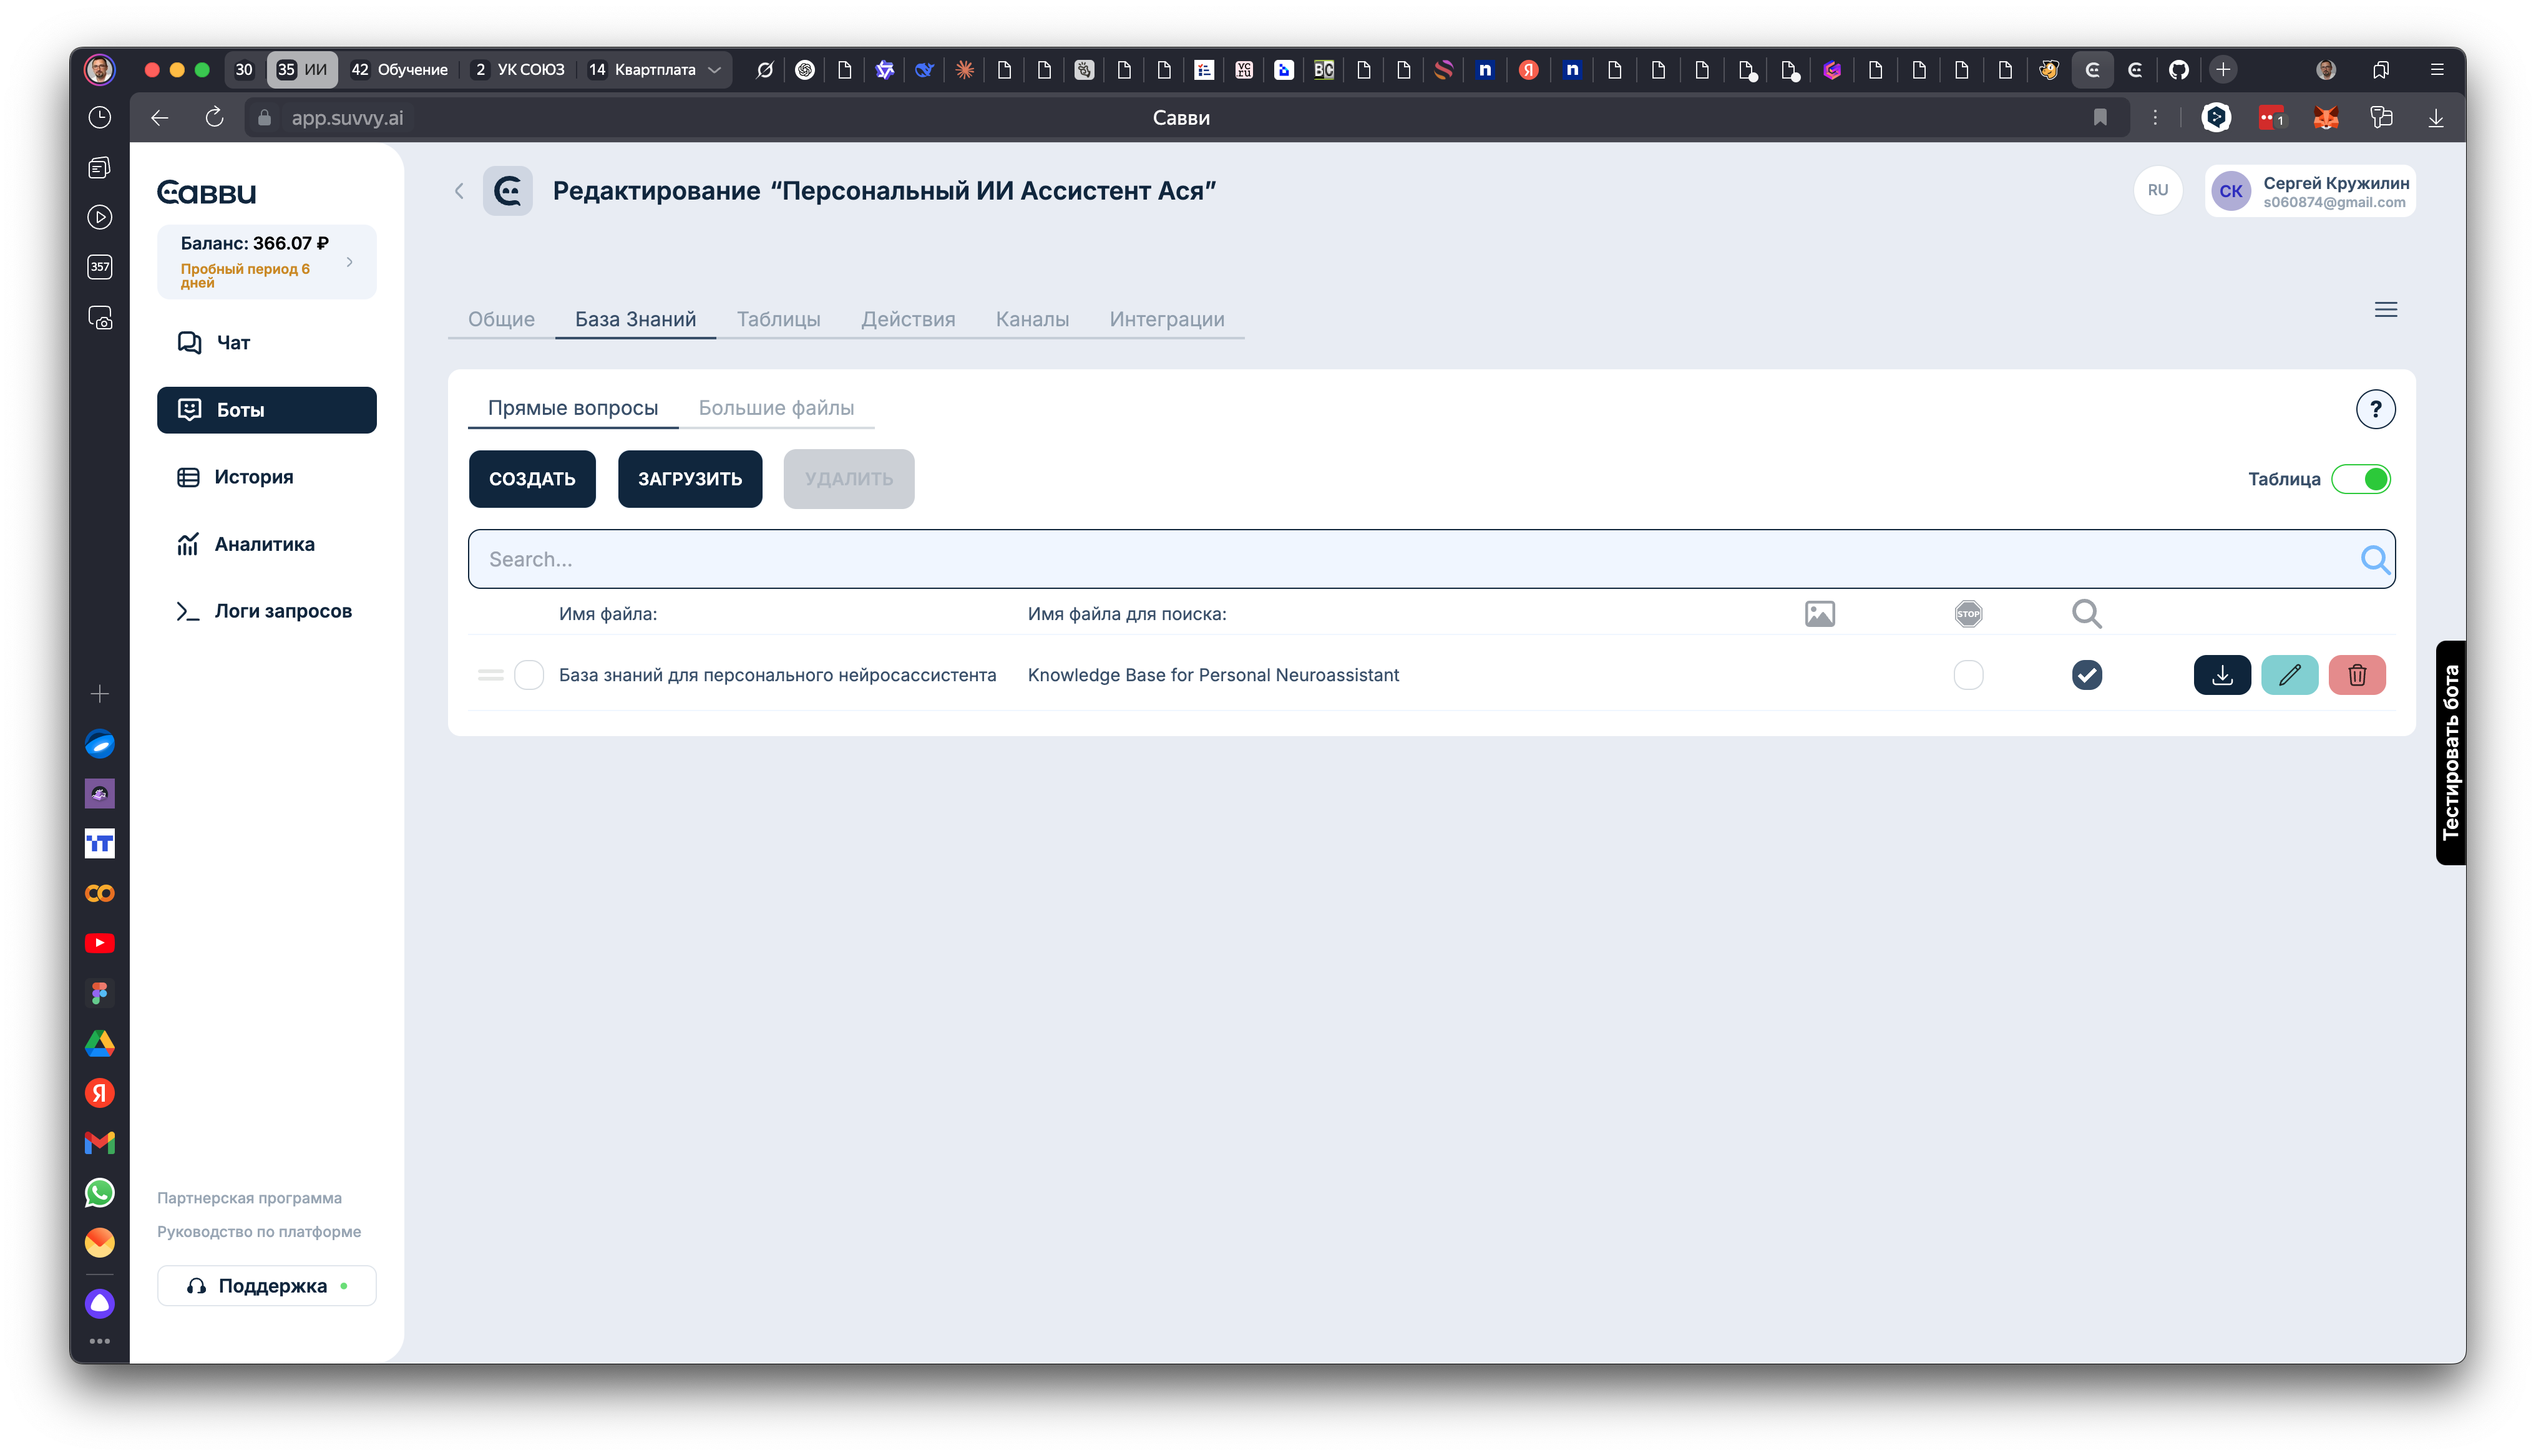 30
35 ИИ
42 Обучение
2 УК СОЮЗ
14 Квартплата
app.suvvy.ai
Савви
1
357
Савви
Баланс: 366.07 ₽
Пробный период 6
дней
Чат
Боты
История
Аналитика
Логи запросов
Партнерская программа
Руководство по платформе
Поддержка
Редактирование “Персональный ИИ Ассистент Ася”
RU
СК
Сергей Кружилин
s060874@gmail.com
Общие
База Знаний
Таблицы
Действия
Каналы
Интеграции
Прямые вопросы
Большие файлы
?
СОЗДАТЬ
ЗАГРУЗИТЬ
УДАЛИТЬ
Таблица
Search...
Имя файла:
Имя файла для поиска:
STOP
База знаний для персонального нейросассистента
Knowledge Base for Personal Neuroassistant
Тестировать бота